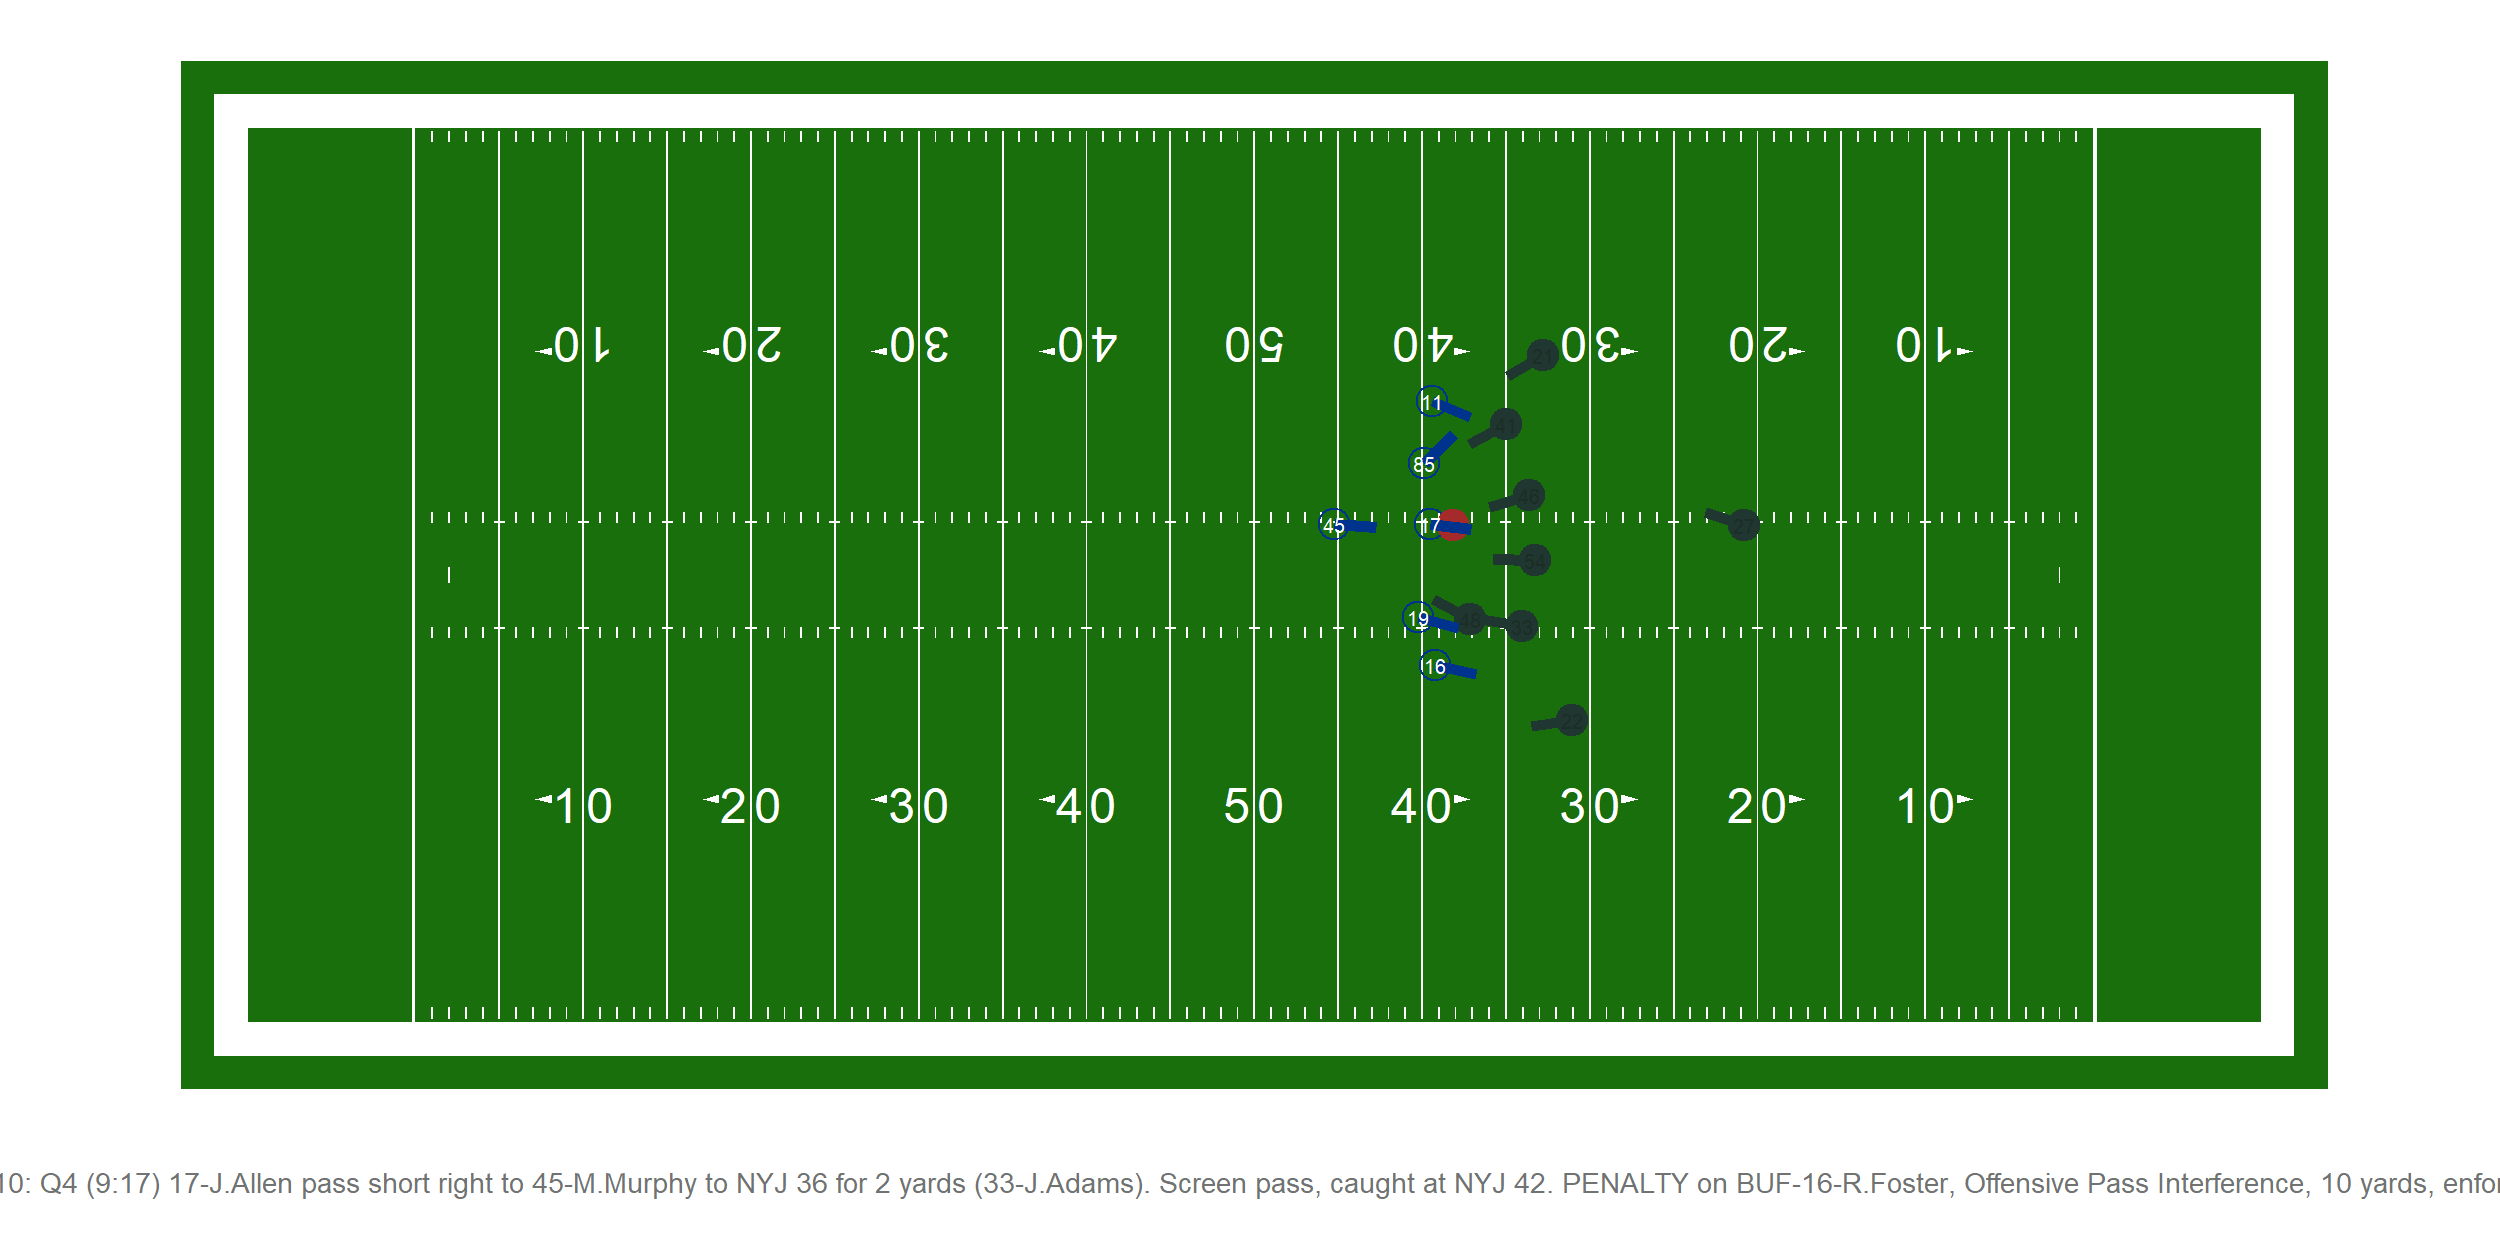 10 20 30 40 50 40 30 20 10
21
11
41
85
46
45 17 27
54
19 48 33
16
22
10 20 30 40 50 40 30 20 10
10: Q4 (9:17) 17-J.Allen pass short right to 45-M.Murphy to NYJ 36 for 2 yards (33-J.Adams). Screen pass, caught at NYJ 42. PENALTY on BUF-16-R.Foster, Offensive Pass Interference, 10 yards, enfor